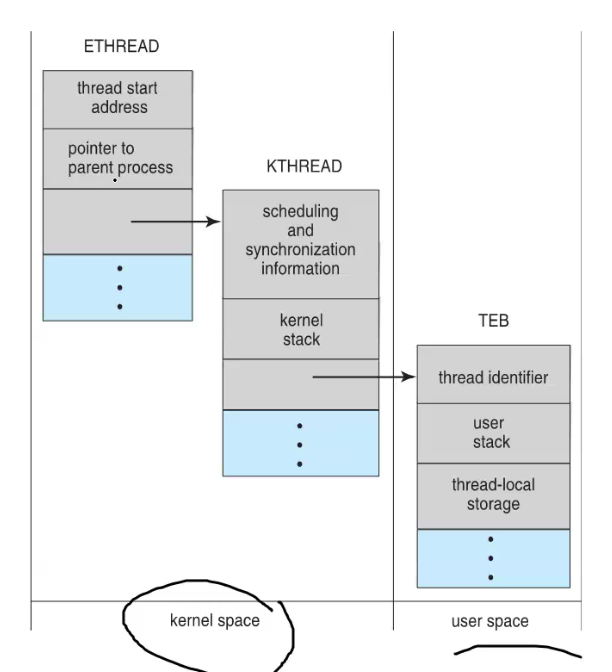 ETHREAD
thread start
address
pointer to
parent process
KTHREAD
scheduling
and
synchronization
information
kernel
stack
TEB
thread identifier
user
stack
thread-local
storage
kernel space
user space